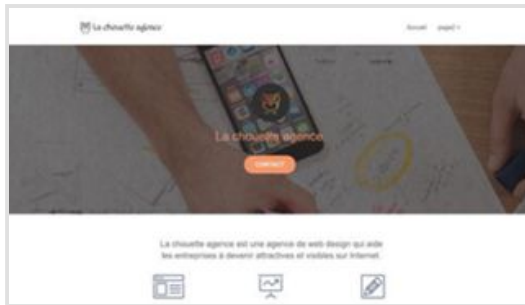 La chouette agence
Accueil page2
La chouette agence
CONTACT
La chouette agence est une agence de web design qui aide
les entreprises à devenir attractives et visibles sur Internet.